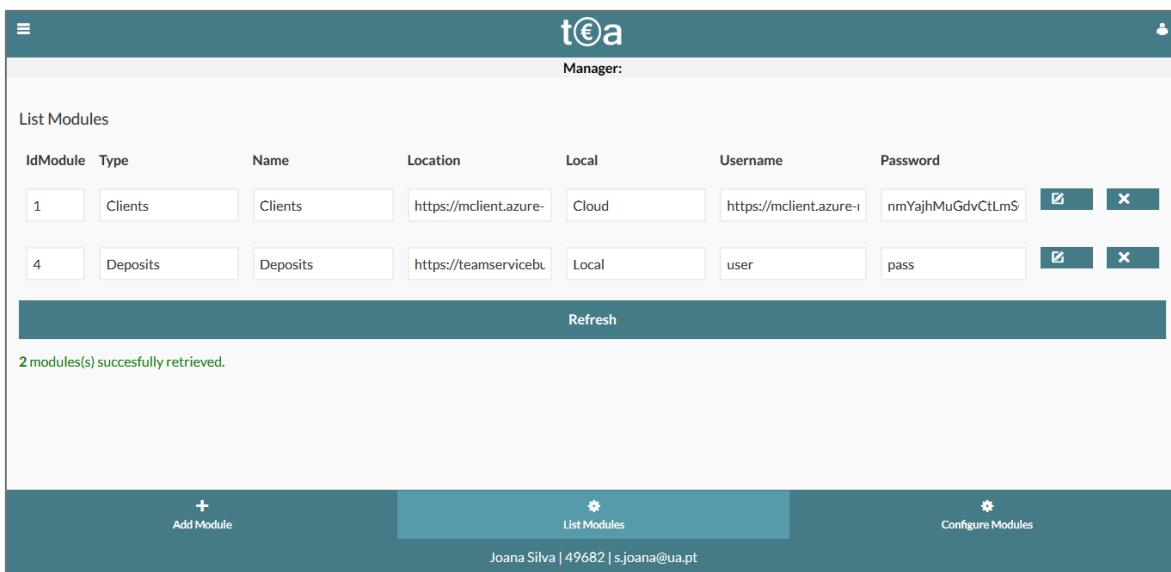 t€a
Manager:
List Modules
IdModule Type Name Location Local Username Password
1 Clients Clients https://mclient.azure- Cloud https://mclient.azure- nmYajhMuGdvCtLmS
4 Deposits Deposits https://teamservicebu Local user pass
Refresh
2 modules(s) succesfully retrieved.
Add Module List Modules Configure Modules
Joana Silva | 49682 | s.joana@ua.pt